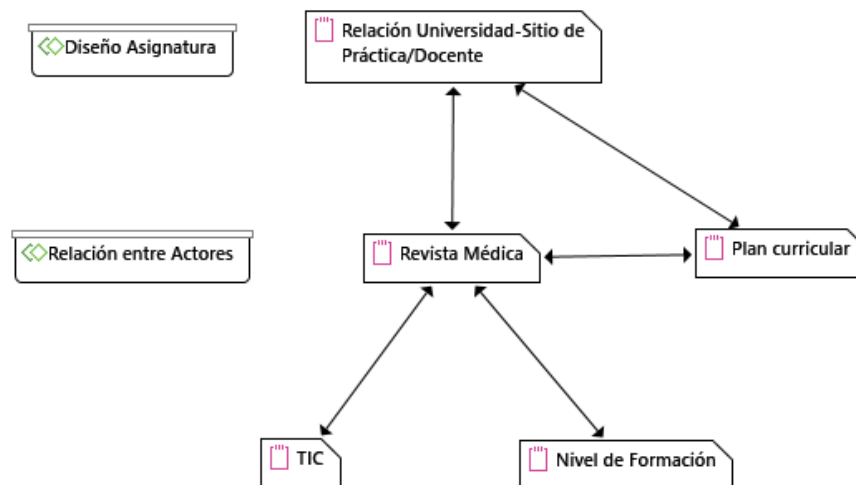 Diseño Asignatura
Relación Universidad-Sitio de
Práctica/Docente
Relación entre Actores
Revista Médica
Plan curricular
TIC
Nivel de Formación